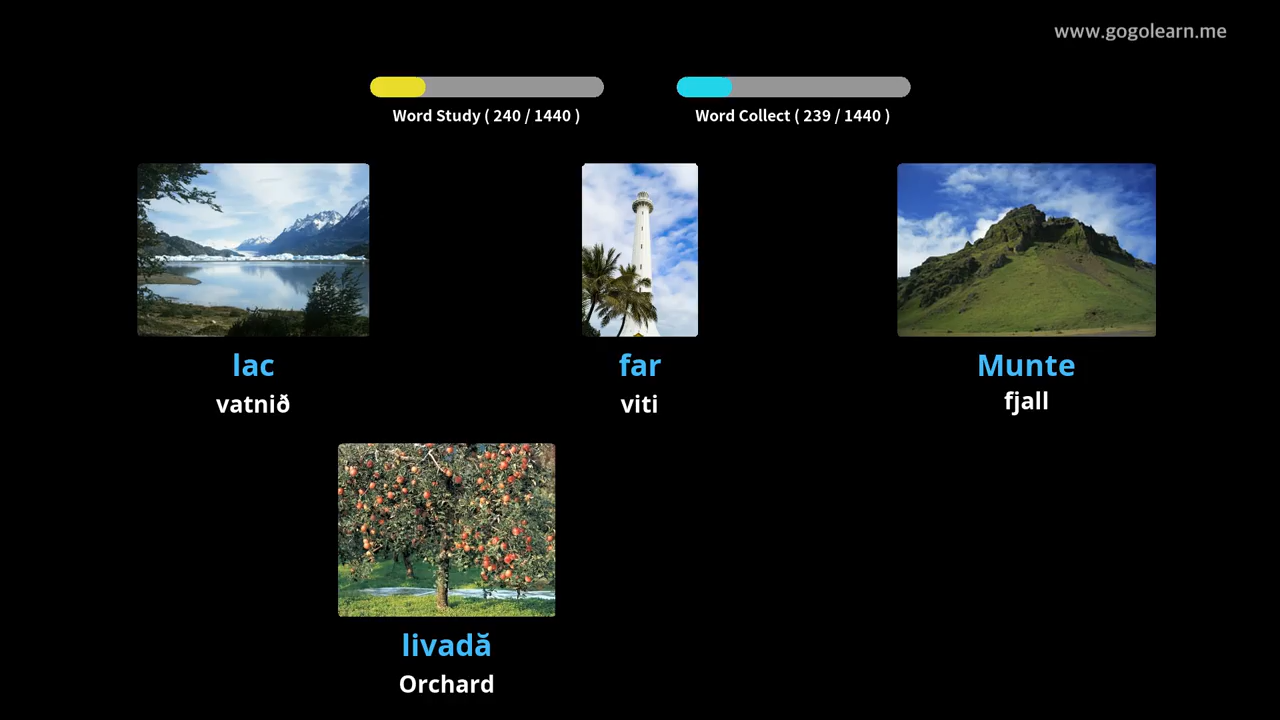 www.gogolearn.me
Word Study ( 240 / 1440 )
Word Collect ( 239 / 1440 )
lac
vatnið
far
viti
Munte
fjall
livadă
Orchard